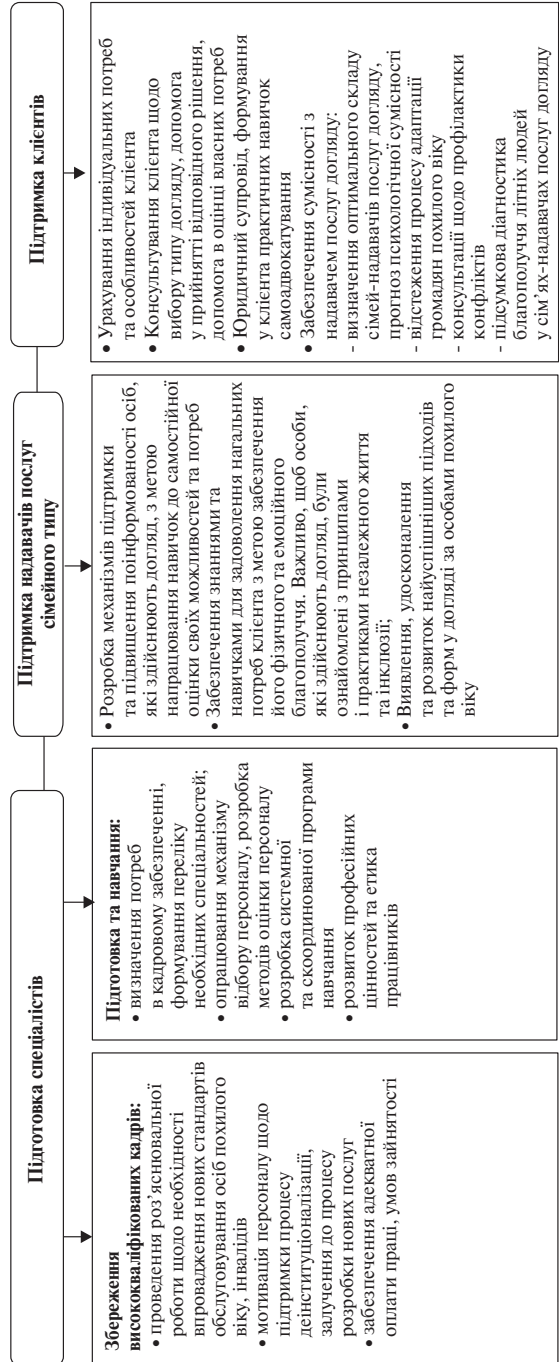 Підготовка спеціалістів
Збереження
висококваліфікованих кадрів:
• проведення роз'яснювальної
роботи щодо необхідності
впровадження нових стандартів
обслуговування осіб похилого
віку, інвалідів
• мотивація персоналу щодо
підтримки процесу
деінституціоналізації,
залучення до процесу
розробки нових послуг
• забезпечення адекватної
оплати праці, умов зайнятості
Підготовка та навчання:
• визначення потреб
в кадровому забезпеченні,
формування переліку
необхідних спеціальностей;
• опрацювання механізму
відбору персоналу, розробка
методів оцінки персоналу
• розробка системної
та скоординованої програми
навчання
• розвиток професійних
цінностей та етика
працівників
Підтримка надавачів послуг
сімейного типу
• Розробка механізмів підтримки
та підвищення поінформованості осіб,
які здійснюють догляд, з метою
напрацювання навичок до самостійної
оцінки своїх можливостей та потреб
• Забезпечення знаннями та
навичками для задоволення нагальних
потреб клієнта з метою забезпечення
його фізичного та емоційного
благополуччя. Важливо, щоб особи,
які здійснюють догляд, були
ознайомлені з принципами
і практиками незалежного життя
та інклюзії;
• Виявлення, удосконалення
та розвиток найуспішніших підходів
та форм у догляді за особами похилого
віку
Підтримка клієнтів
• Урахування індивідуальних потреб
та особливостей клієнта
• Консультування клієнта щодо
вибору типу догляду, допомога
у прийнятті відповідного рішення,
допомога в оцінці власних потреб
• Юридичний супровід, формування
у клієнта практичних навичок
самоадвокатування
• Забезпечення сумісності з
надавачем послуг догляду:
- визначення оптимального складу
сімей-надавачів послуг догляду,
прогноз психологічної сумісності
- відстеження процесу адаптації
громадян похилого віку
- консультації щодо профілактики
конфліктів
- підсумкова діагностика
благополуччя літніх людей
у сім'ях-надавачах послуг догляду